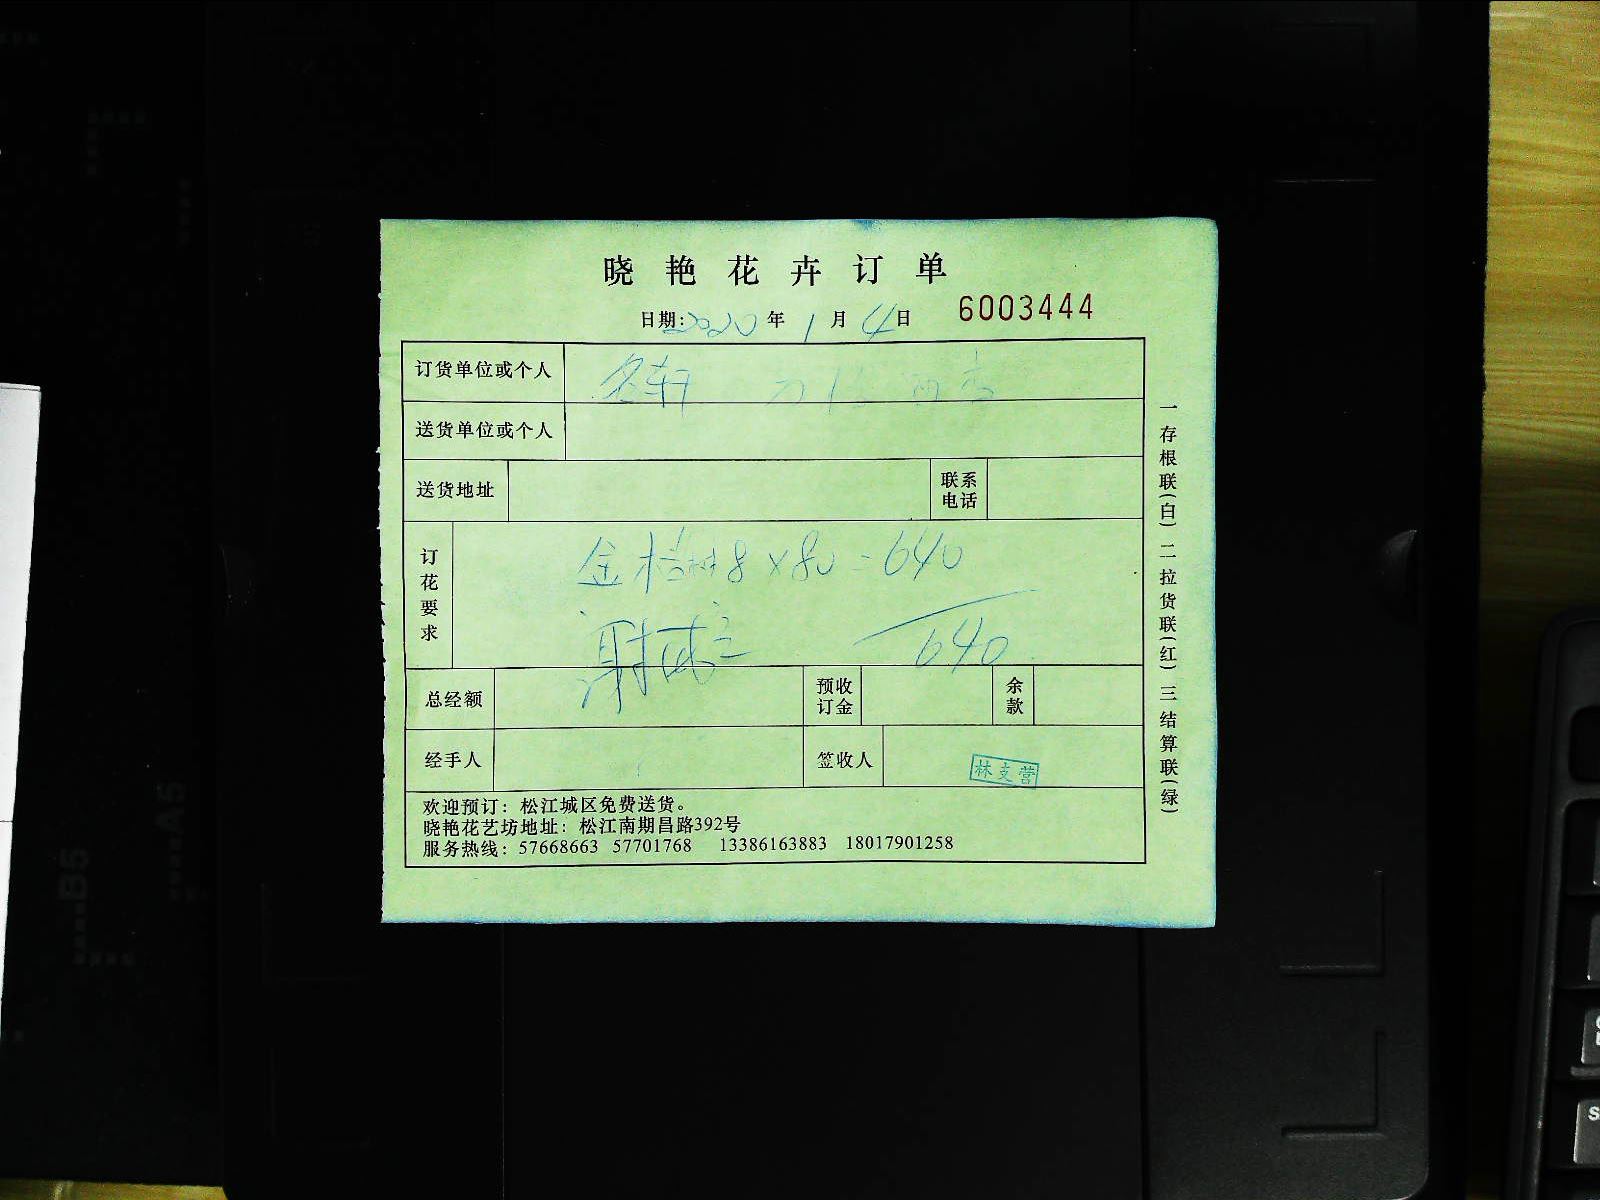 晓艳花卉订单
日期:2020年1月4日 6003444
订货单位或个人 名轩
送货单位或个人
送货地址 联系电话
订花要求 金桔树8×80=640
640
总经额 预收订金 余款
经手人 签收人 林支营
欢迎预订：松江城区免费送货。
晓艳花艺坊地址：松江南期昌路392号
服务热线：57668663 57701768 13386163883 18017901258
一存根联(白) 二拉货联(红) 三结算联(绿)
B5
A5